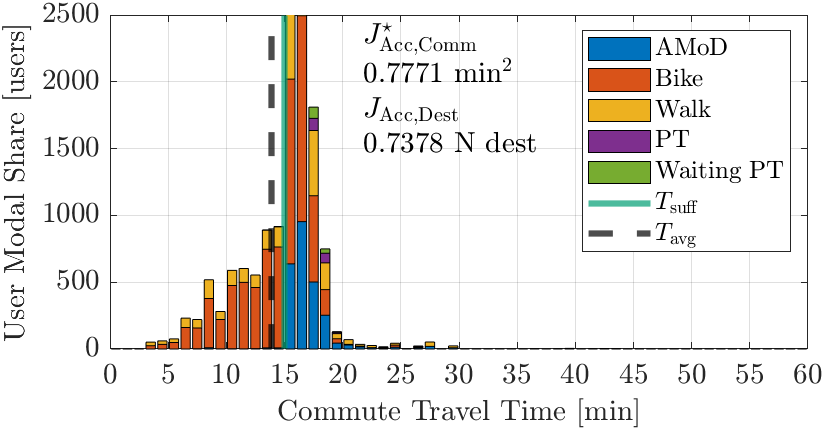 2500
2000
1500
1000
500
0
User Modal Share [users]
J⋆Acc,Comm
0.7771 min²
JAcc,Dest
0.7378 N dest
AMoD
Bike
Walk
PT
Waiting PT
Tsuff
Tavg
0 5 10 15 20 25 30 35 40 45 50 55 60
Commute Travel Time [min]